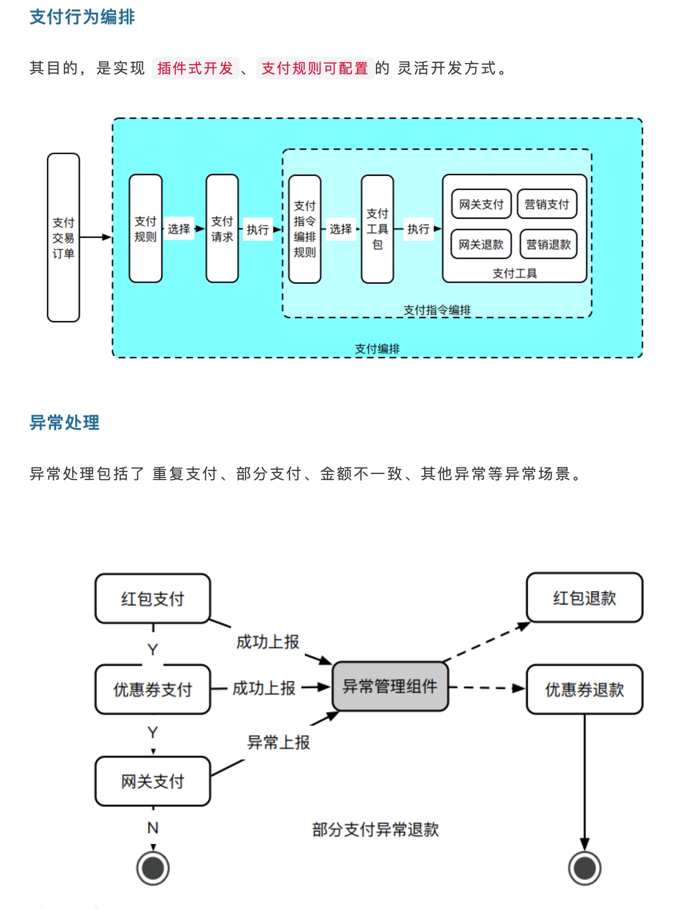 支付行为编排
其目的，是实现 插件式开发 、 支付规则可配置 的 灵活开发方式。
支付
交易
订单
支付
规则
选择
支付
请求
执行
支付
指令
编排
规则
选择
支付
工具
包
执行
网关支付
营销支付
网关退款
营销退款
支付工具
支付指令编排
支付编排
异常处理
异常处理包括了 重复支付、部分支付、金额不一致、其他异常等异常场景。
红包支付
红包退款
成功上报
Y
优惠券支付
成功上报
异常管理组件
优惠券退款
Y
异常上报
网关支付
N
部分支付异常退款